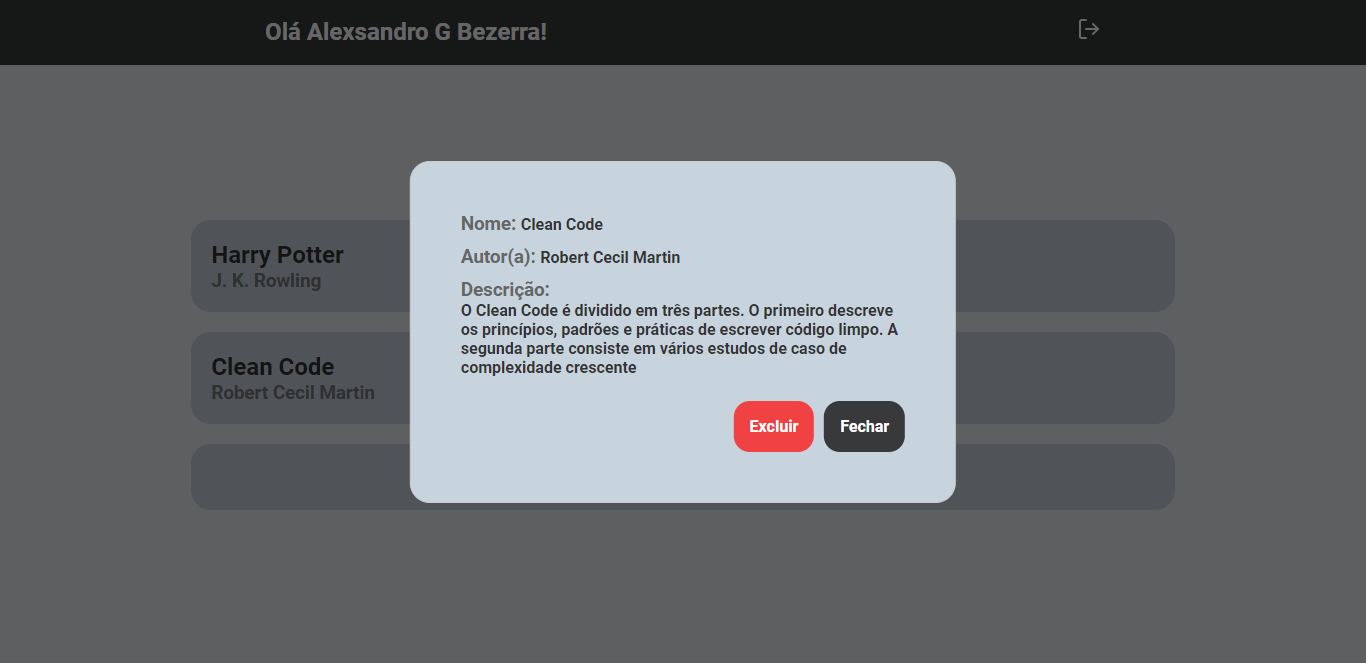 Olá Alexsandro G Bezerra!
Harry Potter
J. K. Rowling
Clean Code
Robert Cecil Martin
Nome: Clean Code
Autor(a): Robert Cecil Martin
Descrição:
O Clean Code é dividido em três partes. O primeiro descreve
os princípios, padrões e práticas de escrever código limpo. A
segunda parte consiste em vários estudos de caso de
complexidade crescente
Excluir Fechar